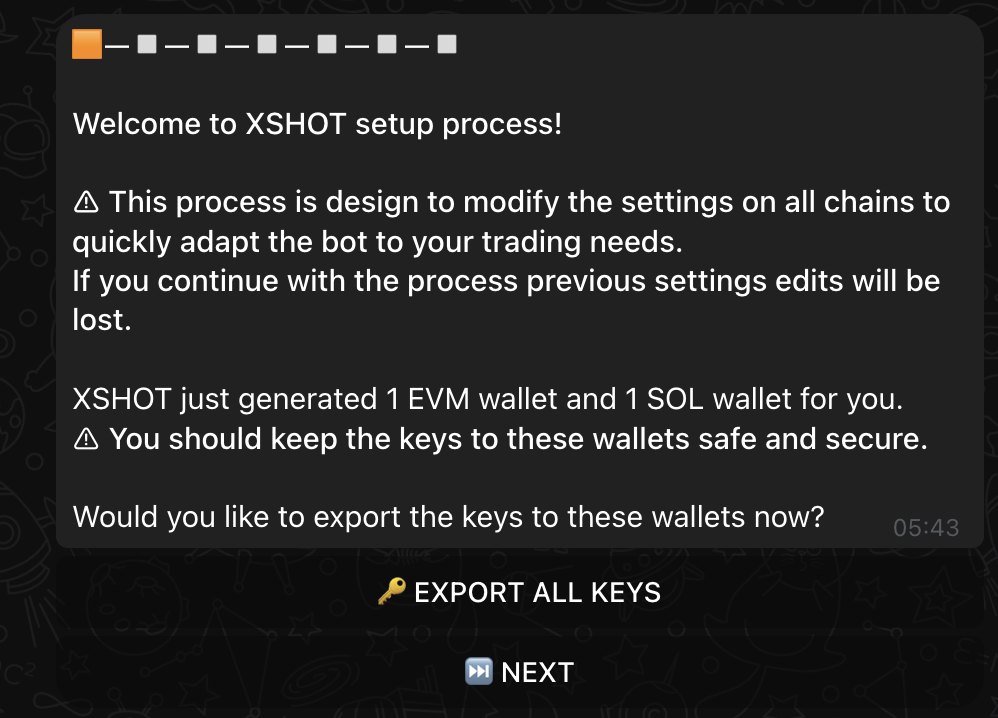 Welcome to XSHOT setup process!
⚠ This process is design to modify the settings on all chains to
quickly adapt the bot to your trading needs.
If you continue with the process previous settings edits will be
lost.
XSHOT just generated 1 EVM wallet and 1 SOL wallet for you.
⚠ You should keep the keys to these wallets safe and secure.
Would you like to export the keys to these wallets now?
05:43
🔑 EXPORT ALL KEYS
⏭ NEXT